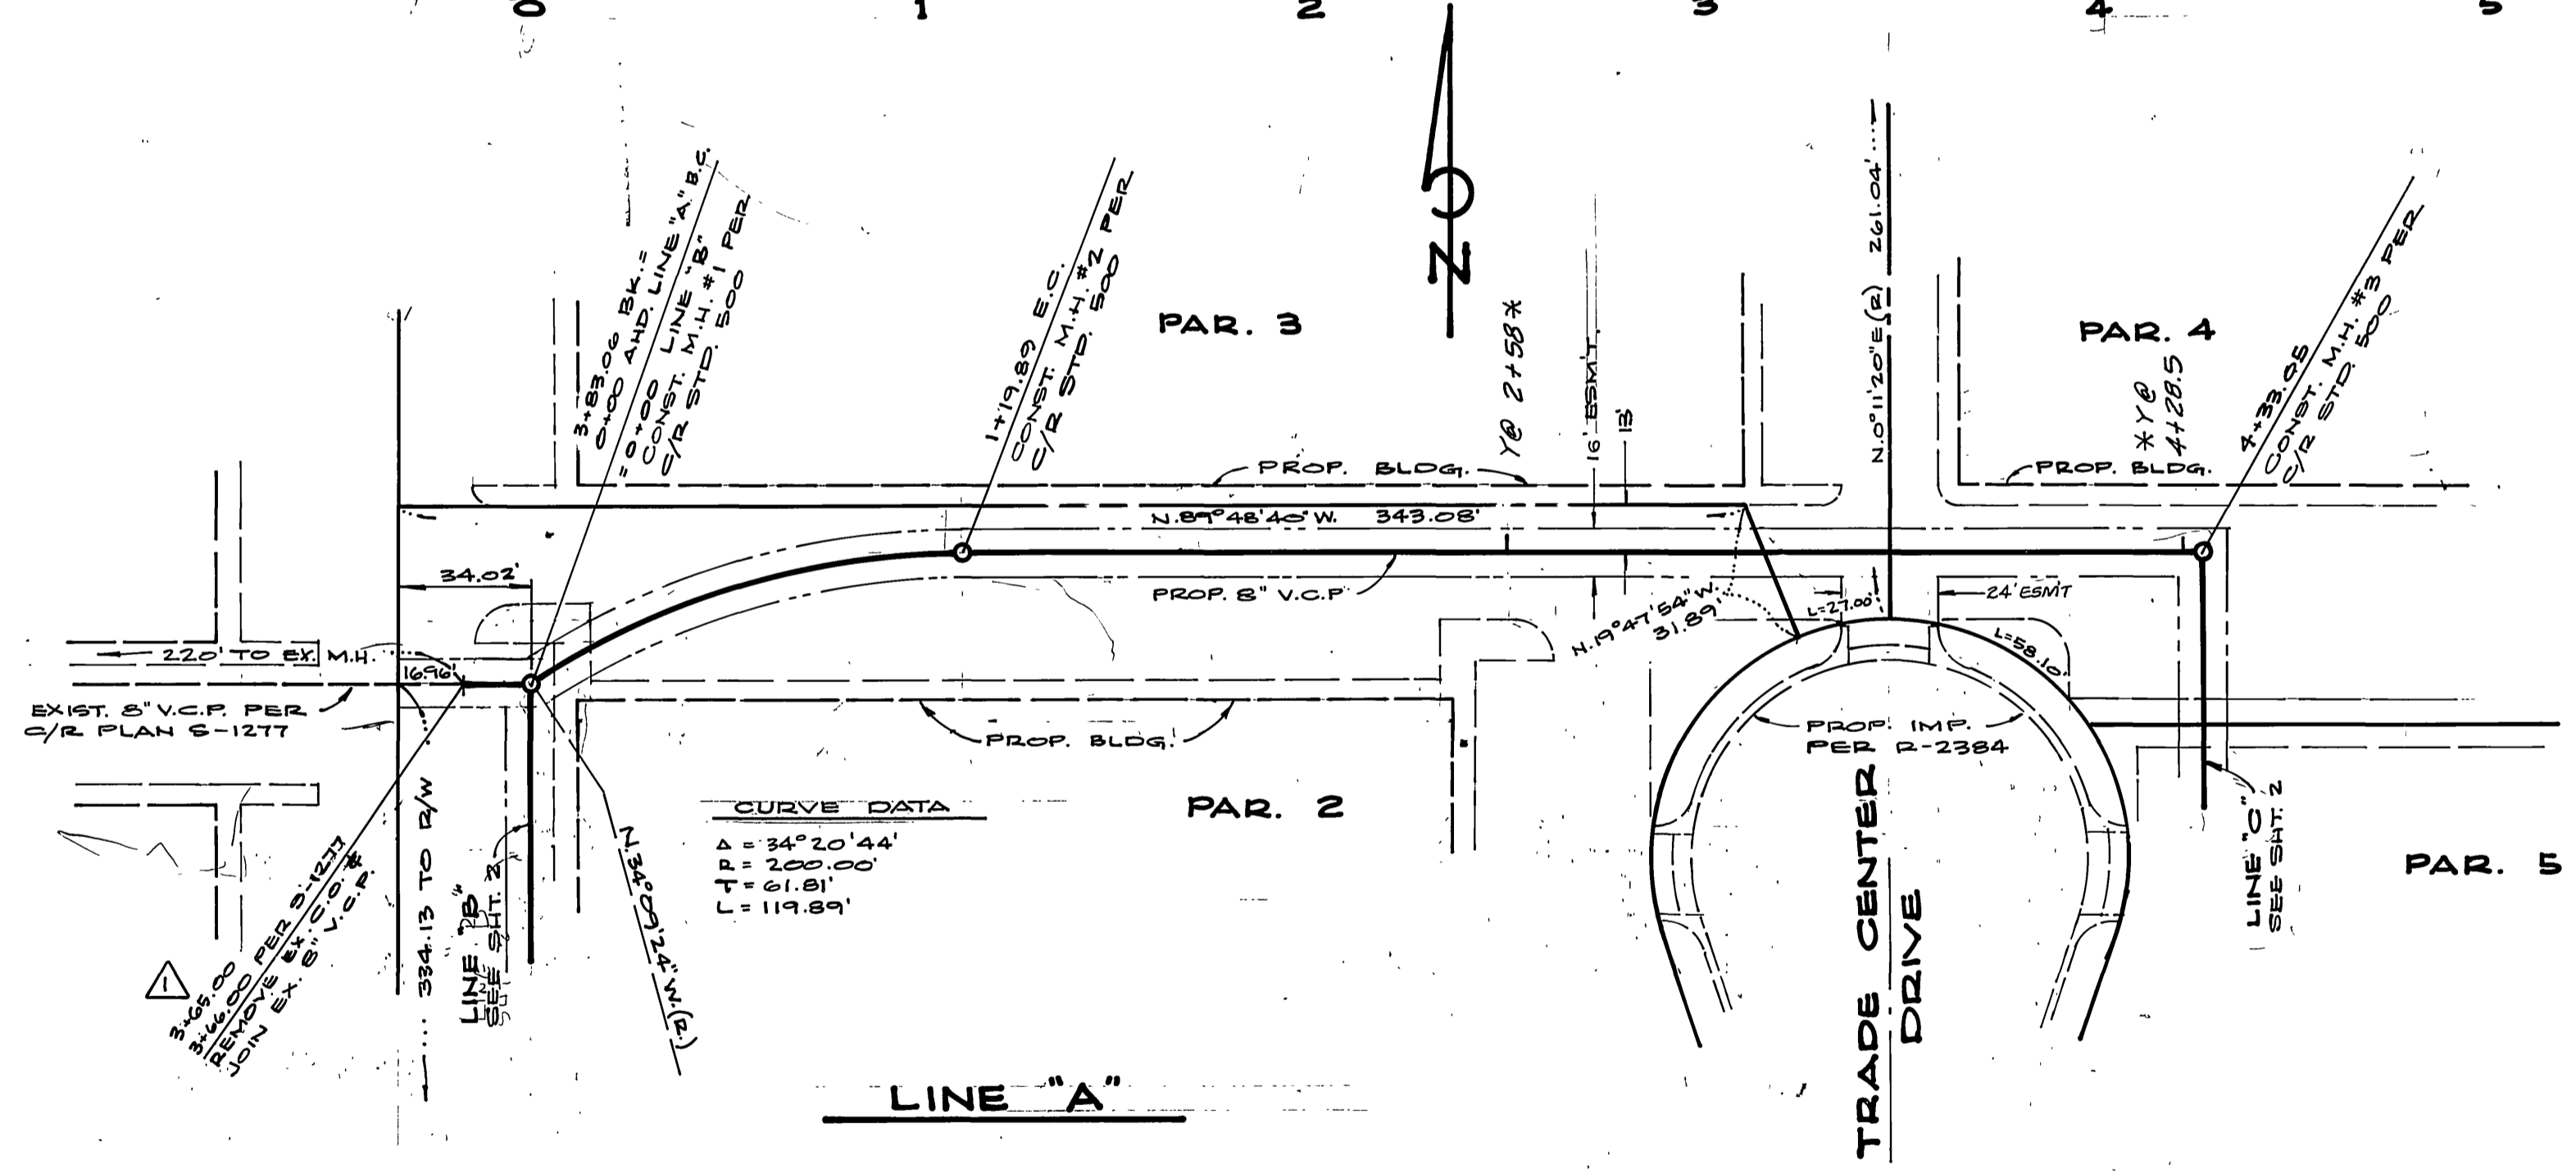 0 1 2 3 4 5
3+83.06 BK. =
0+00 AHD. LINE "A" B.C.
= 0+00 LINE "B"
CONST. M.H. #1 PER
C/R STD. 500
1+19.89 E.C.
CONST. M.H. #2 PER
C/R STD. 500
N
PAR. 3
Y@ 2+58*
16' ESM'T.
13'
N.0°11'20"E(R) 261.04'
PAR. 4
*Y@
4+28.5
4+33.05
CONST. M.H. #3 PER
C/R STD. 500
PROP. BLDG.
PROP. BLDG.
N.89°48'40"W. 343.08'
34.02'
PROP. 8" V.C.P.
N.19°47'54"W.
31.89'
L=27.00'
24' ESMT
L=58.10'
220' TO EX. M.H.
16.96'
EXIST. 8" V.C.P. PER
C/R PLAN S-1277
PROP. BLDG.
PROP. IMP.
PER R-2384
CURVE DATA
Δ = 34°20'44"
R = 200.00'
T = 61.81'
L = 119.89'
PAR. 2
PAR. 5
1
3+65.00
3+66.00 PER S-1277
REMOVE EX. C.O. &
JOIN EX. 8" V.C.P.
334.13 TO R/W
LINE "B"
SEE SHT. 2
N.34°09'24"W.(R.)
TRADE CENTER
DRIVE
LINE "C"
SEE SHT. 2
LINE "A"